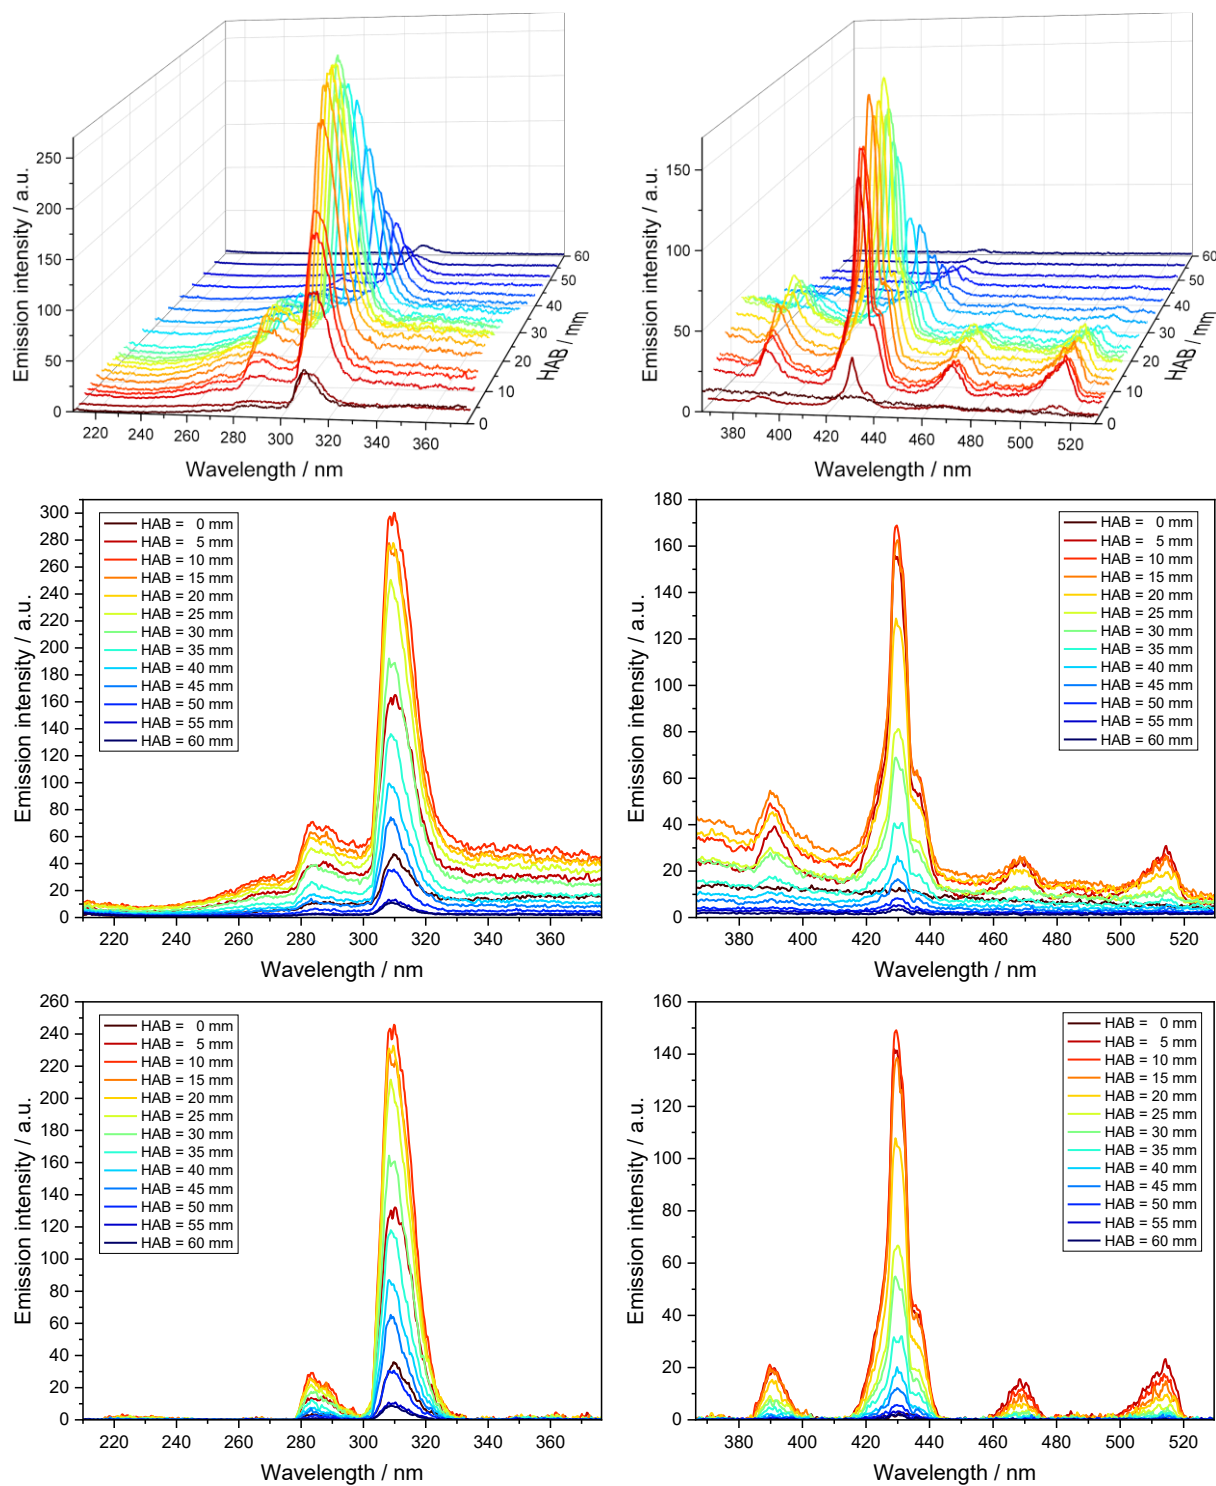 250
200
150
100
50
0
Emission intensity / a.u.
220 240 260 280 300 320 340 360
Wavelength / nm
0 10 20 30 40 50 60
HAB / mm
150
100
50
0
Emission intensity / a.u.
380 400 420 440 460 480 500 520
Wavelength / nm
0 10 20 30 40 50 60
HAB / mm
300
280
260
240
220
200
180
160
140
120
100
80
60
40
20
0
Emission intensity / a.u.
HAB = 0 mm
HAB = 5 mm
HAB = 10 mm
HAB = 15 mm
HAB = 20 mm
HAB = 25 mm
HAB = 30 mm
HAB = 35 mm
HAB = 40 mm
HAB = 45 mm
HAB = 50 mm
HAB = 55 mm
HAB = 60 mm
220 240 260 280 300 320 340 360
Wavelength / nm
180
160
140
120
100
80
60
40
20
0
Emission intensity / a.u.
HAB = 0 mm
HAB = 5 mm
HAB = 10 mm
HAB = 15 mm
HAB = 20 mm
HAB = 25 mm
HAB = 30 mm
HAB = 35 mm
HAB = 40 mm
HAB = 45 mm
HAB = 50 mm
HAB = 55 mm
HAB = 60 mm
380 400 420 440 460 480 500 520
Wavelength / nm
260
240
220
200
180
160
140
120
100
80
60
40
20
0
Emission intensity / a.u.
HAB = 0 mm
HAB = 5 mm
HAB = 10 mm
HAB = 15 mm
HAB = 20 mm
HAB = 25 mm
HAB = 30 mm
HAB = 35 mm
HAB = 40 mm
HAB = 45 mm
HAB = 50 mm
HAB = 55 mm
HAB = 60 mm
220 240 260 280 300 320 340 360
Wavelength / nm
160
140
120
100
80
60
40
20
0
Emission intensity / a.u.
HAB = 0 mm
HAB = 5 mm
HAB = 10 mm
HAB = 15 mm
HAB = 20 mm
HAB = 25 mm
HAB = 30 mm
HAB = 35 mm
HAB = 40 mm
HAB = 45 mm
HAB = 50 mm
HAB = 55 mm
HAB = 60 mm
380 400 420 440 460 480 500 520
Wavelength / nm